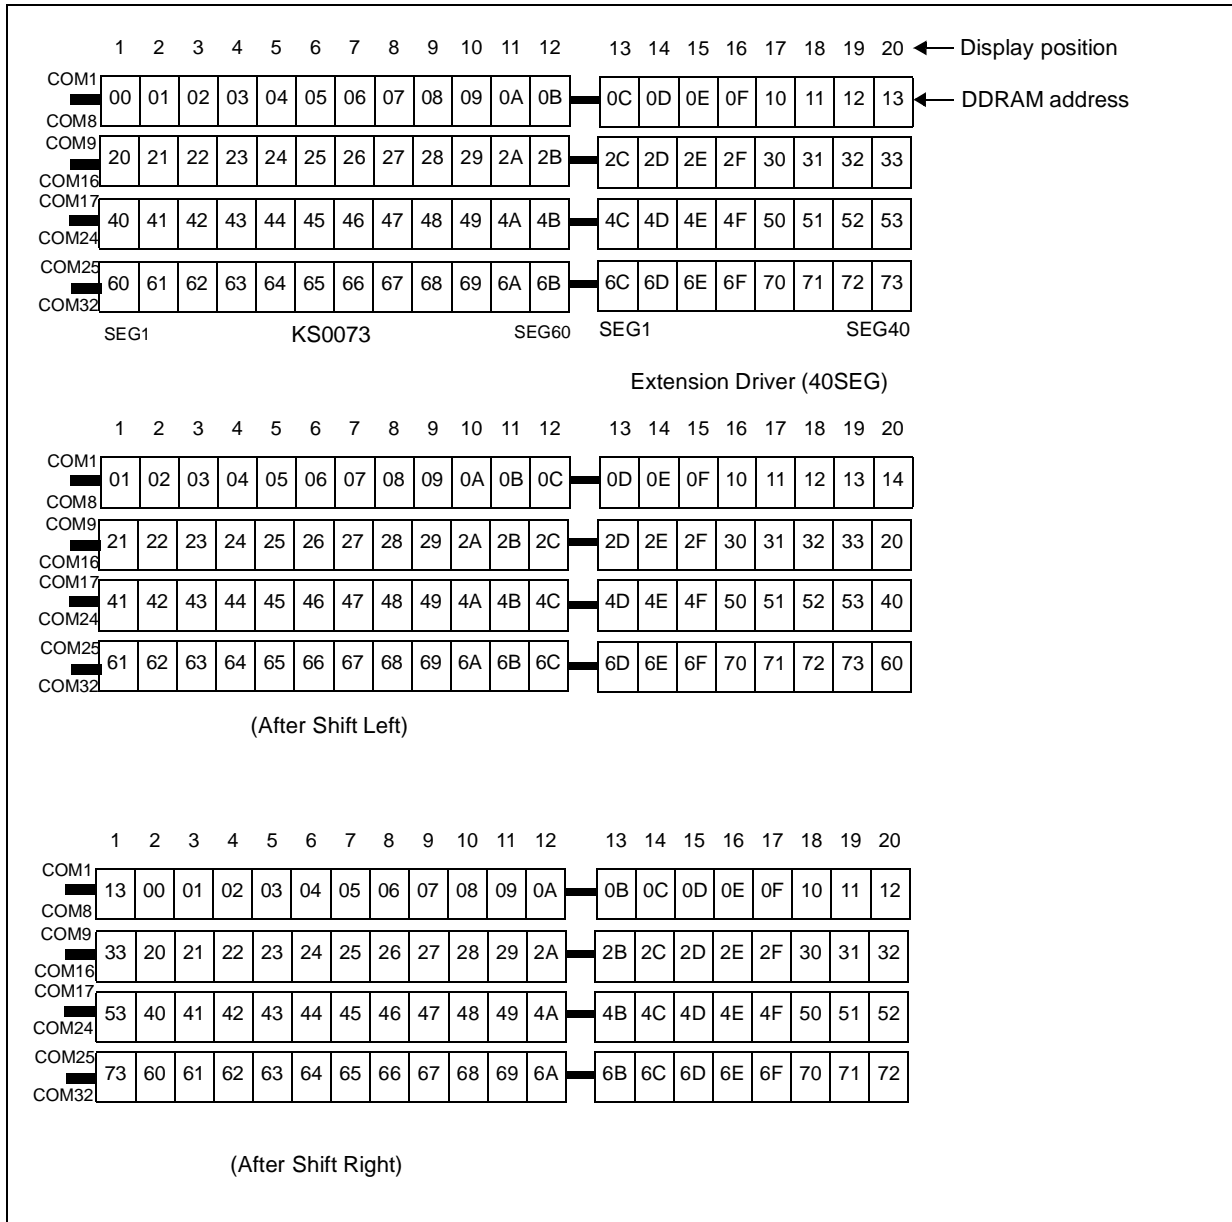 1 2 3 4 5 6 7 8 9 10 11 12 13 14 15 16 17 18 19 20 Display position
COM1
00 01 02 03 04 05 06 07 08 09 0A 0B 0C 0D 0E 0F 10 11 12 13 DDRAM address
COM8
COM9
20 21 22 23 24 25 26 27 28 29 2A 2B 2C 2D 2E 2F 30 31 32 33
COM16
COM17
40 41 42 43 44 45 46 47 48 49 4A 4B 4C 4D 4E 4F 50 51 52 53
COM24
COM25
60 61 62 63 64 65 66 67 68 69 6A 6B 6C 6D 6E 6F 70 71 72 73
COM32
SEG1 KS0073 SEG60 SEG1 SEG40
Extension Driver (40SEG)
1 2 3 4 5 6 7 8 9 10 11 12 13 14 15 16 17 18 19 20
COM1
01 02 03 04 05 06 07 08 09 0A 0B 0C 0D 0E 0F 10 11 12 13 14
COM8
COM9
21 22 23 24 25 26 27 28 29 2A 2B 2C 2D 2E 2F 30 31 32 33 20
COM16
COM17
41 42 43 44 45 46 47 48 49 4A 4B 4C 4D 4E 4F 50 51 52 53 40
COM24
COM25
61 62 63 64 65 66 67 68 69 6A 6B 6C 6D 6E 6F 70 71 72 73 60
COM32
(After Shift Left)
1 2 3 4 5 6 7 8 9 10 11 12 13 14 15 16 17 18 19 20
COM1
13 00 01 02 03 04 05 06 07 08 09 0A 0B 0C 0D 0E 0F 10 11 12
COM8
COM9
33 20 21 22 23 24 25 26 27 28 29 2A 2B 2C 2D 2E 2F 30 31 32
COM16
COM17
53 40 41 42 43 44 45 46 47 48 49 4A 4B 4C 4D 4E 4F 50 51 52
COM24
COM25
73 60 61 62 63 64 65 66 67 68 69 6A 6B 6C 6D 6E 6F 70 71 72
COM32
(After Shift Right)